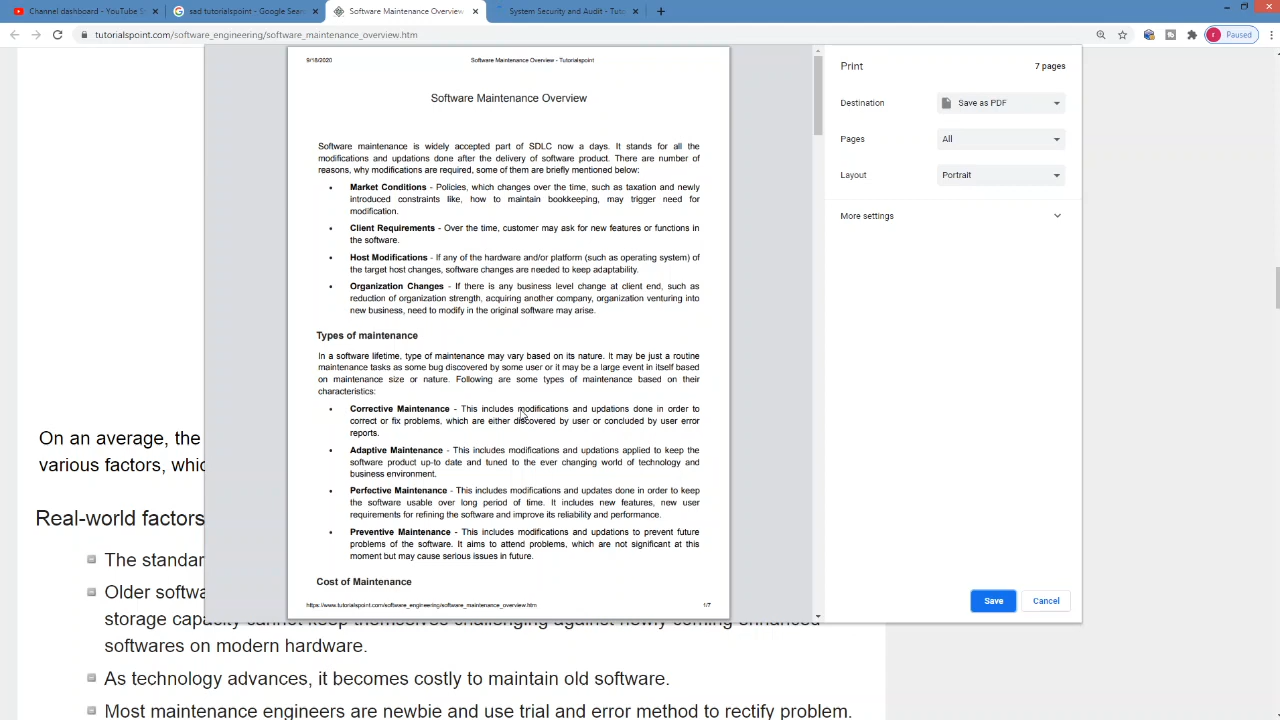 Channel dashboard - YouTube S
ssd tutorialspoint - Google Sear
Software Maintenance Overview
System Security and Audit - Tuto
tutorialspoint.com/software_engineering/software_maintenance_overview.htm
r
Paused
9/18/2020
Software Maintenance Overview - Tutorialspoint
Software Maintenance Overview
Software maintenance is widely accepted part of SDLC now a days. It stands for all the
modifications and updations done after the delivery of software product. There are number of
reasons, why modifications are required, some of them are briefly mentioned below:
• Market Conditions - Policies, which changes over the time, such as taxation and newly
introduced constraints like, how to maintain bookkeeping, may trigger need for
modification.
• Client Requirements - Over the time, customer may ask for new features or functions in
the software.
• Host Modifications - If any of the hardware and/or platform (such as operating system) of
the target host changes, software changes are needed to keep adaptability.
• Organization Changes - If there is any business level change at client end, such as
reduction of organization strength, acquiring another company, organization venturing into
new business, need to modify in the original software may arise.
Types of maintenance
In a software lifetime, type of maintenance may vary based on its nature. It may be just a routine
maintenance tasks as some bug discovered by some user or it may be a large event in itself based
on maintenance size or nature. Following are some types of maintenance based on their
characteristics:
• Corrective Maintenance - This includes modifications and updations done in order to
correct or fix problems, which are either discovered by user or concluded by user error
reports.
• Adaptive Maintenance - This includes modifications and updations applied to keep the
software product up-to date and tuned to the ever changing world of technology and
business environment.
• Perfective Maintenance - This includes modifications and updates done in order to keep
the software usable over long period of time. It includes new features, new user
requirements for refining the software and improve its reliability and performance.
• Preventive Maintenance - This includes modifications and updations to prevent future
problems of the software. It aims to attend problems, which are not significant at this
moment but may cause serious issues in future.
Cost of Maintenance
https://www.tutorialspoint.com/software_engineering/software_maintenance_overview.htm
1/7
Print
7 pages
Destination
Save as PDF
Pages
All
Layout
Portrait
More settings
Save
Cancel
On an average, the
various factors, whic
Real-world factors
The standar
Older softwa
storage capacity cannot keep themselves challenging against newly coming enhanced
softwares on modern hardware.
As technology advances, it becomes costly to maintain old software.
Most maintenance engineers are newbie and use trial and error method to rectify problem.